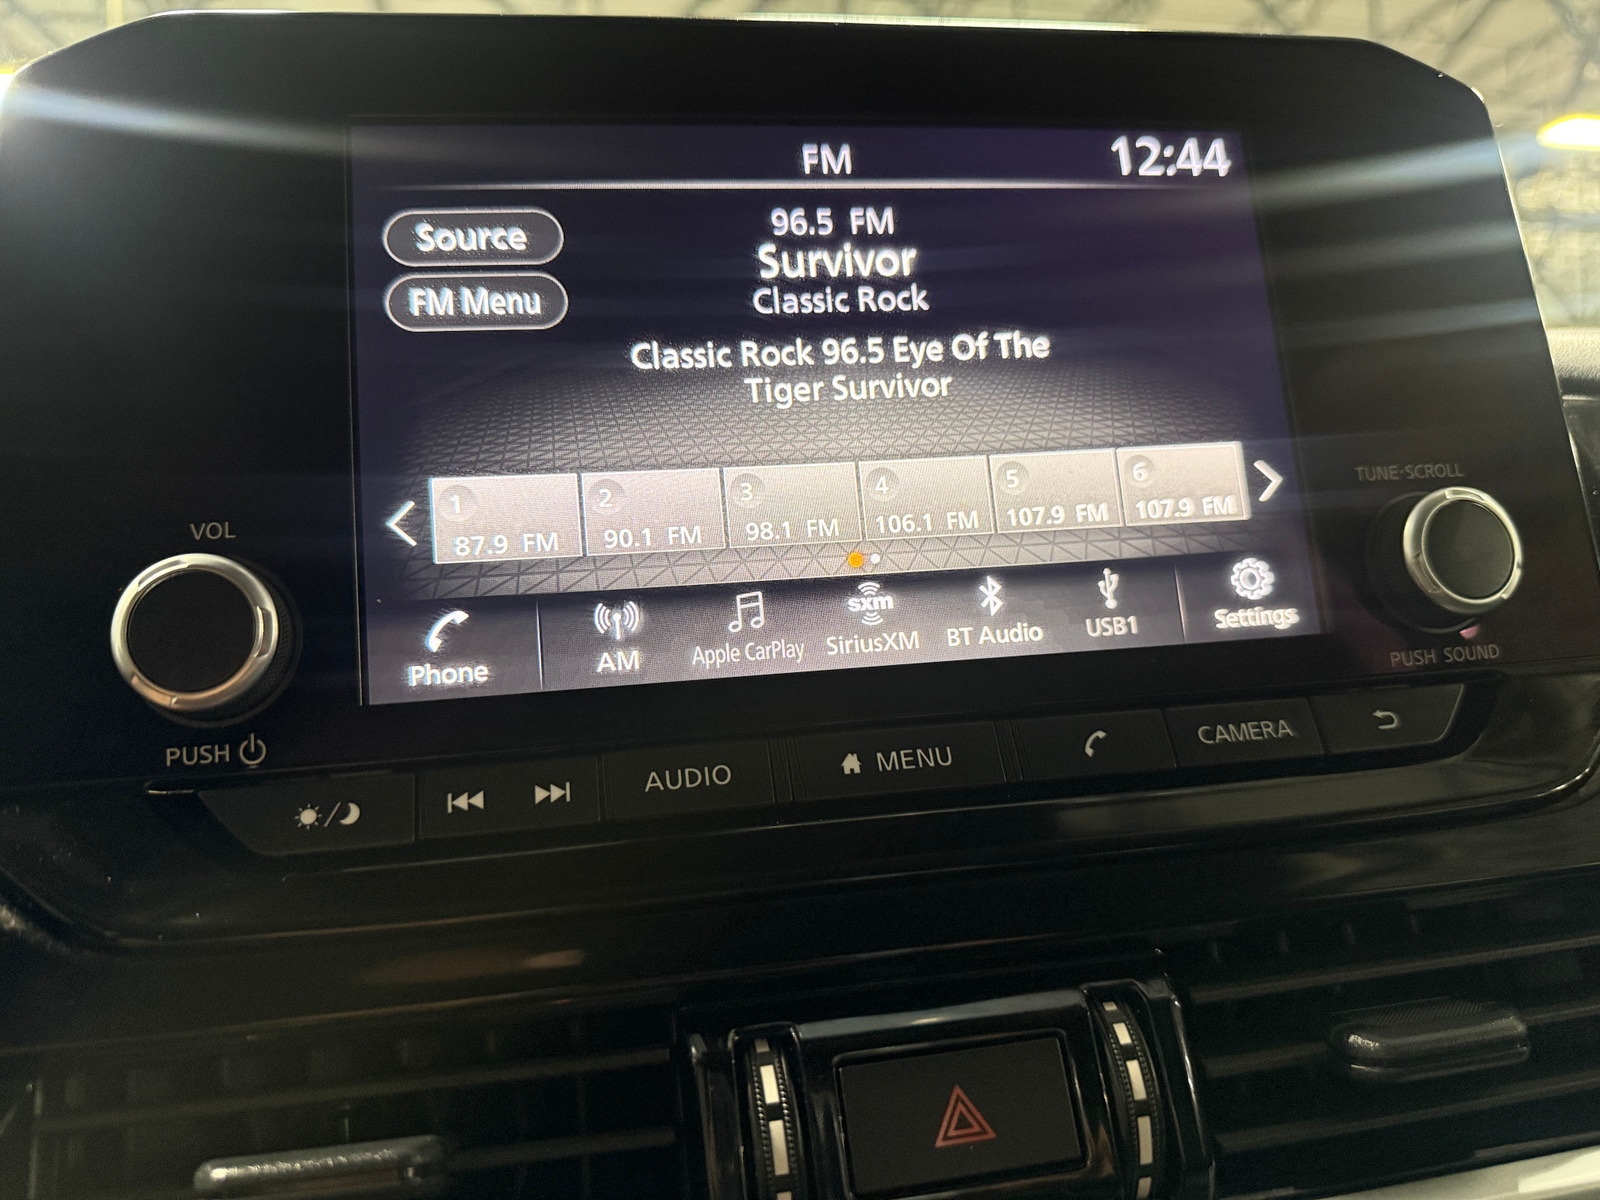 FM
12:44
Source
FM Menu
96.5 FM
Survivor
Classic Rock
Classic Rock 96.5 Eye Of The
Tiger Survivor
1
87.9 FM
2
90.1 FM
3
98.1 FM
4
106.1 FM
5
107.9 FM
6
107.9 FM
Phone
AM
Apple CarPlay
sxm
SiriusXM
BT Audio
USB1
Settings
VOL
PUSH
TUNE·SCROLL
PUSH SOUND
AUDIO
MENU
CAMERA